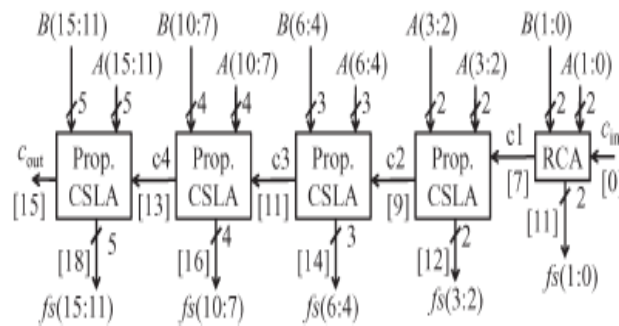 B(15:11) B(10:7) B(6:4) B(3:2) B(1:0)
A(15:11) A(10:7) A(6:4) A(3:2) A(1:0)
5 5 4 4 3 3 2 2 2 2
cout Prop. CSLA c4 Prop. CSLA c3 Prop. CSLA c2 Prop. CSLA c1 RCA cin
[15] [13] [11] [9] [7] [0]
[18] 5 [16] 4 [14] 3 [12] 2 [11] 2
fs(15:11) fs(10:7) fs(6:4) fs(3:2) fs(1:0)